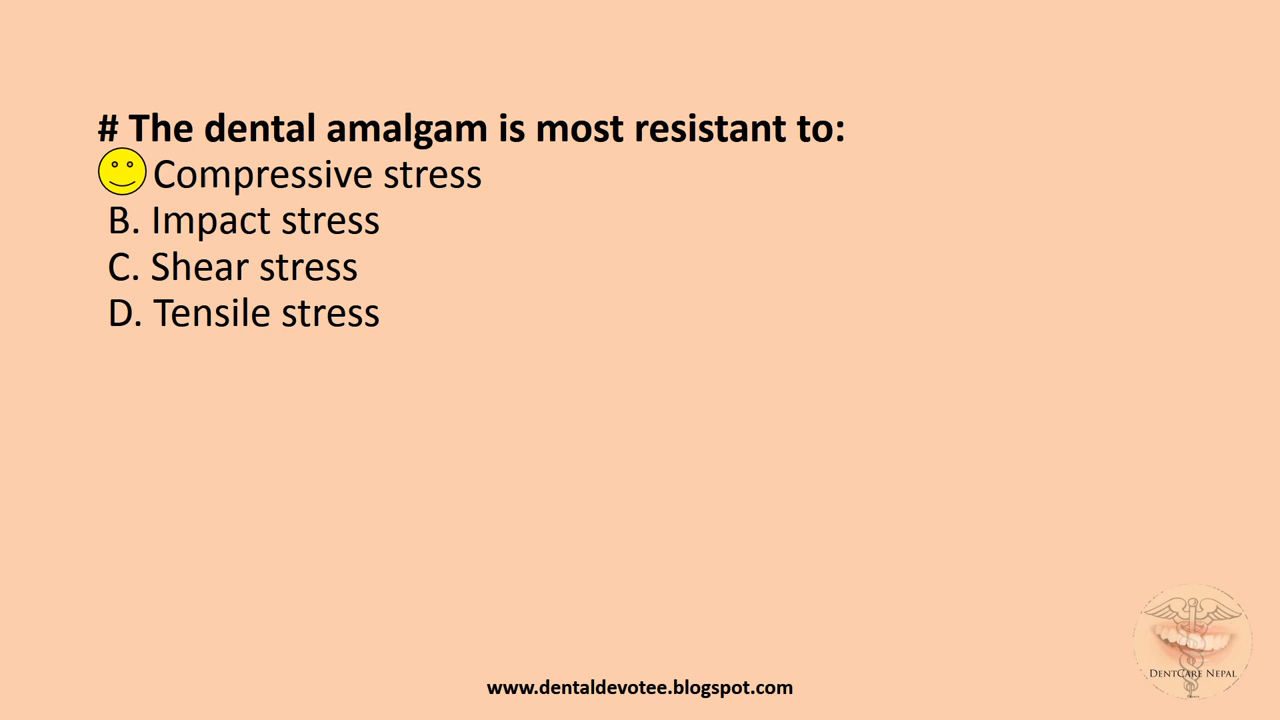 # The dental amalgam is most resistant to:
Compressive stress
B. Impact stress
C. Shear stress
D. Tensile stress
DENTCARE NEPAL
www.dentaldevotee.blogspot.com